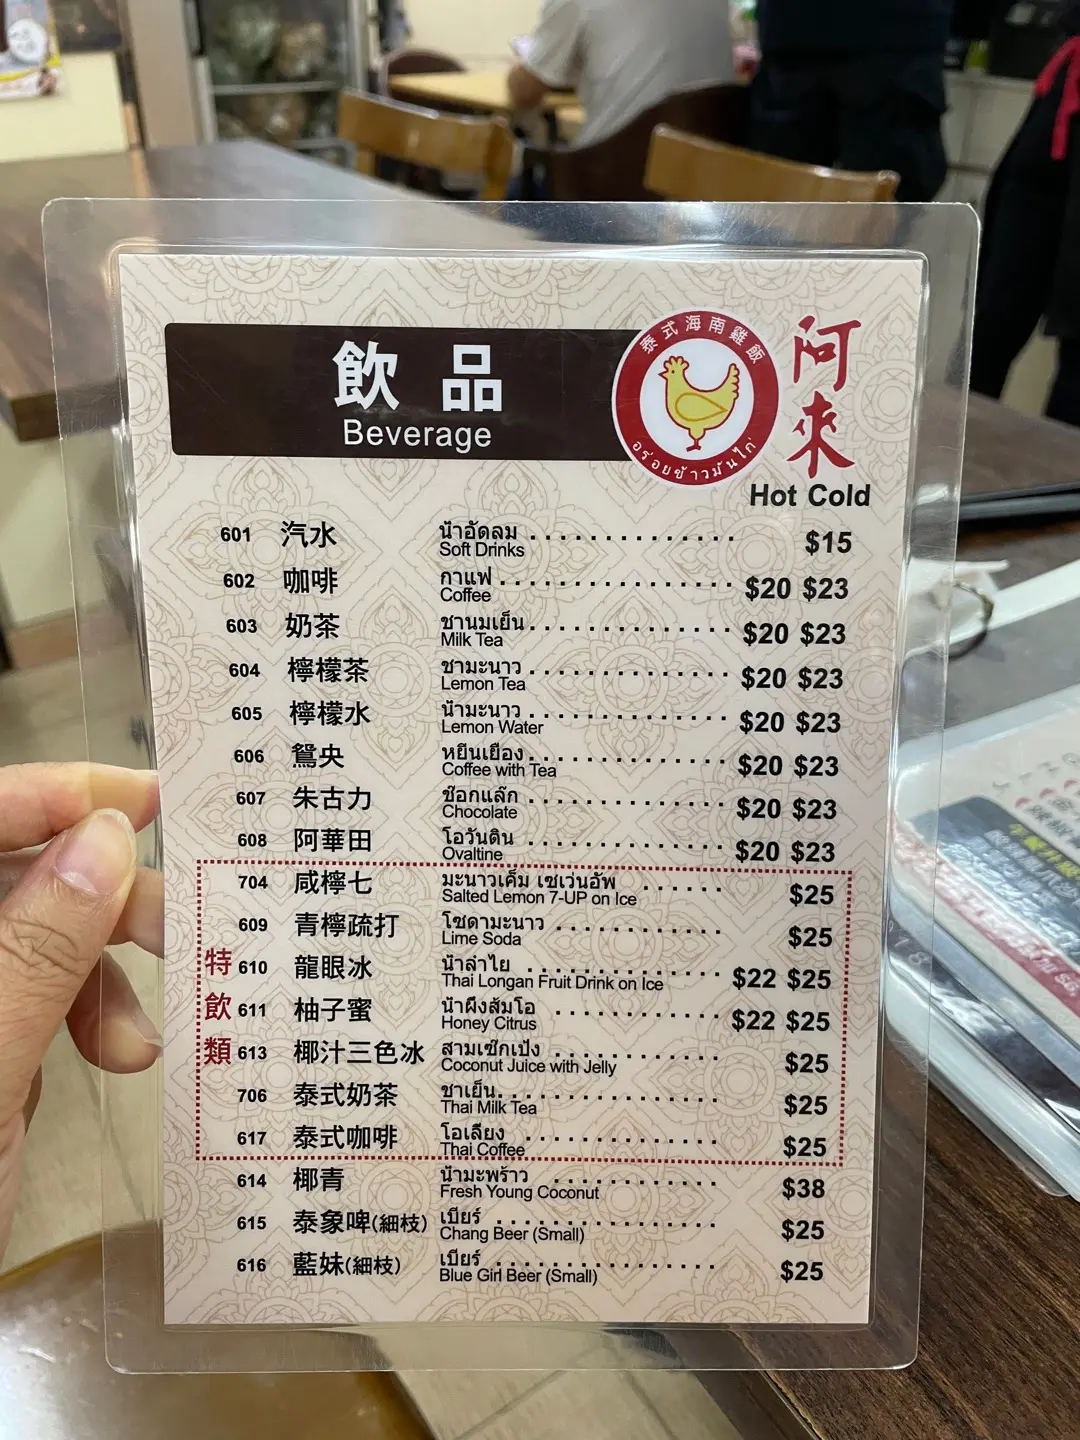 飲品
Beverage
泰式海南雞飯
อร่อยข้าวมันไก่
阿來
Hot Cold
601 汽水 น้ำอัดลม $15
Soft Drinks
602 咖啡 กาแฟ $20 $23
Coffee
603 奶茶 ชานมเย็น $20 $23
Milk Tea
604 檸檬茶 ชามะนาว $20 $23
Lemon Tea
605 檸檬水 น้ำมะนาว $20 $23
Lemon Water
606 鴛央 หยินเยือง $20 $23
Coffee with Tea
607 朱古力 ช๊อกแล๊ก $20 $23
Chocolate
608 阿華田 โอวันติน $20 $23
Ovaltine
特飲類
704 咸檸七 มะนาวเค็ม เซเว่นอัพ $25
Salted Lemon 7-UP on Ice
609 青檸疏打 โซดามะนาว $25
Lime Soda
610 龍眼冰 น้ำลำไย $22 $25
Thai Longan Fruit Drink on Ice
611 柚子蜜 น้ำผึ้งส้มโอ $22 $25
Honey Citrus
613 椰汁三色冰 สามเซ๊กเป้ง $25
Coconut Juice with Jelly
706 泰式奶茶 ชาเย็น $25
Thai Milk Tea
617 泰式咖啡 โอเลี้ยง $25
Thai Coffee
614 椰青 น้ำมะพร้าว $38
Fresh Young Coconut
615 泰象啤(細枝) เบียร์ $25
Chang Beer (Small)
616 藍妹(細枝) เบียร์ $25
Blue Girl Beer (Small)